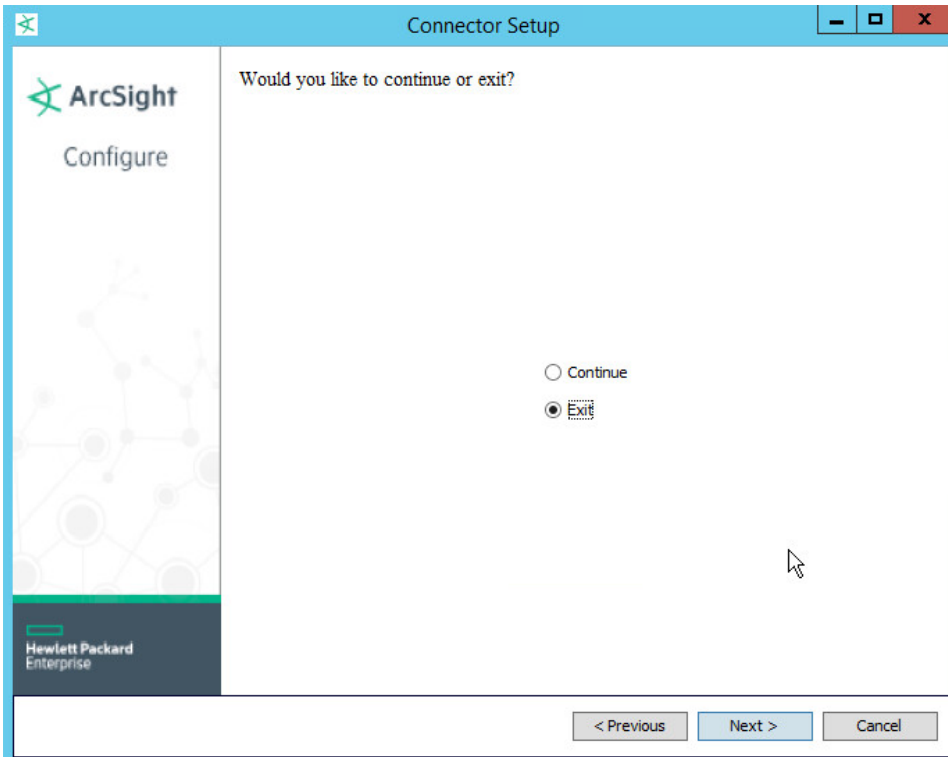 Connector Setup
ArcSight
Configure
Would you like to continue or exit?
Continue
Exit
Hewlett Packard
Enterprise
< Previous
Next >
Cancel